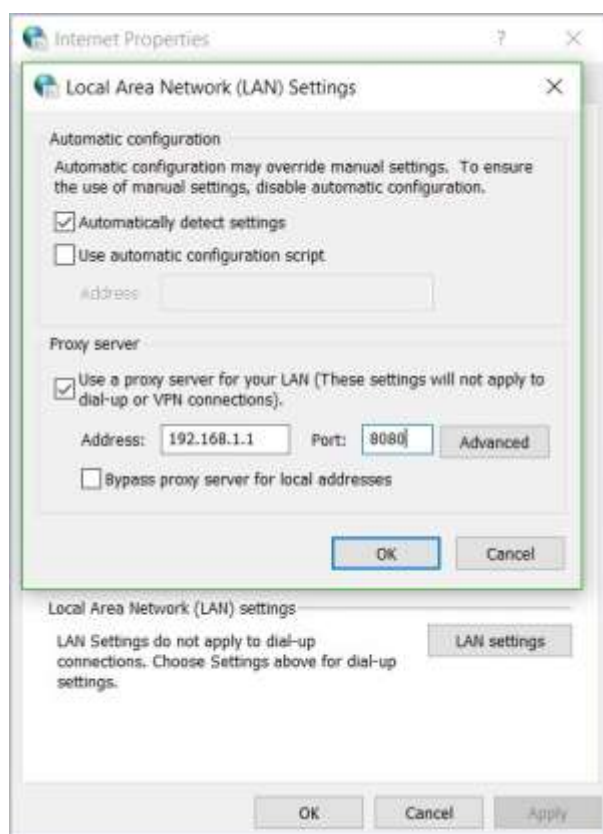 Internet Properties
?
Local Area Network (LAN) Settings
Automatic configuration
Automatic configuration may override manual settings. To ensure
the use of manual settings, disable automatic configuration.
Automatically detect settings
Use automatic configuration script
Address
Proxy server
Use a proxy server for your LAN (These settings will not apply to
dial-up or VPN connections).
Address: 192.168.1.1 Port: 8080 Advanced
Bypass proxy server for local addresses
OK Cancel
Local Area Network (LAN) settings
LAN Settings do not apply to dial-up
connections. Choose Settings above for dial-up
settings.
LAN settings
OK Cancel Apply